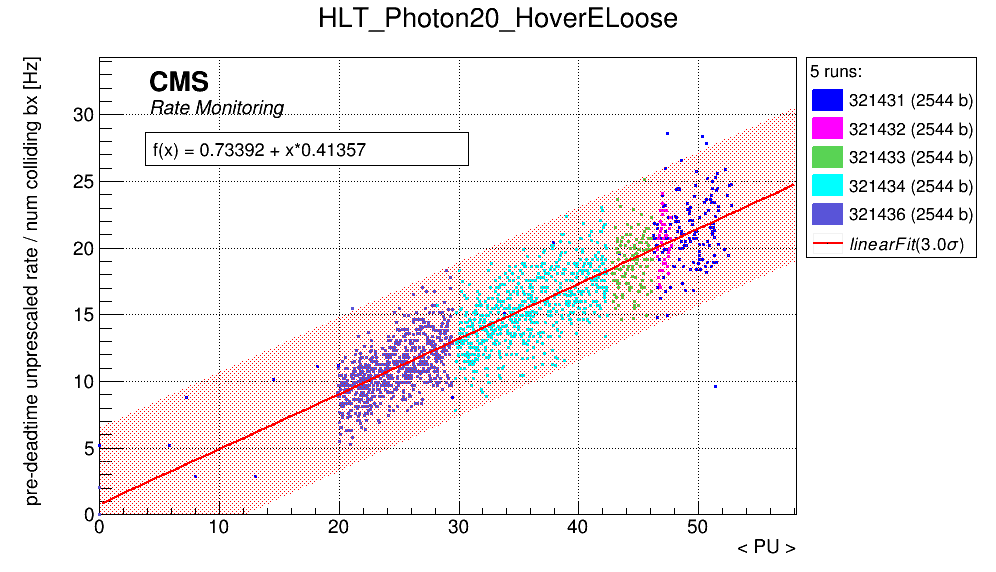 HLT_Photon20_HoverELoose
pre-deadtime unprescaled rate / num colliding bx [Hz]
CMS
Rate Monitoring
f(x) = 0.73392 + x*0.41357
30
25
20
15
10
5
0
0 10 20 30 40 50
< PU >
5 runs:
321431 (2544 b)
321432 (2544 b)
321433 (2544 b)
321434 (2544 b)
321436 (2544 b)
linearFit(3.0σ)